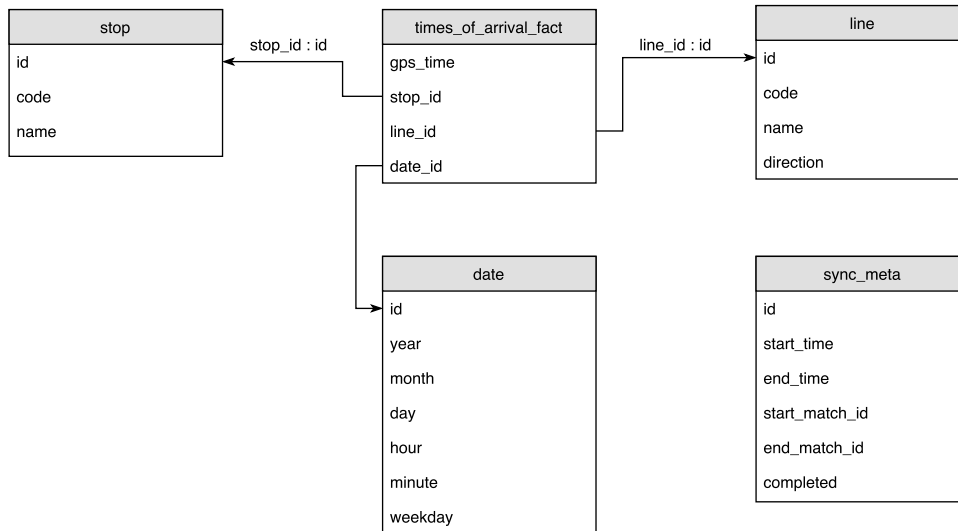 stop
id
code
name
stop_id : id
times_of_arrival_fact
gps_time
stop_id
line_id
date_id
line_id : id
line
id
code
name
direction
date
id
year
month
day
hour
minute
weekday
sync_meta
id
start_time
end_time
start_match_id
end_match_id
completed